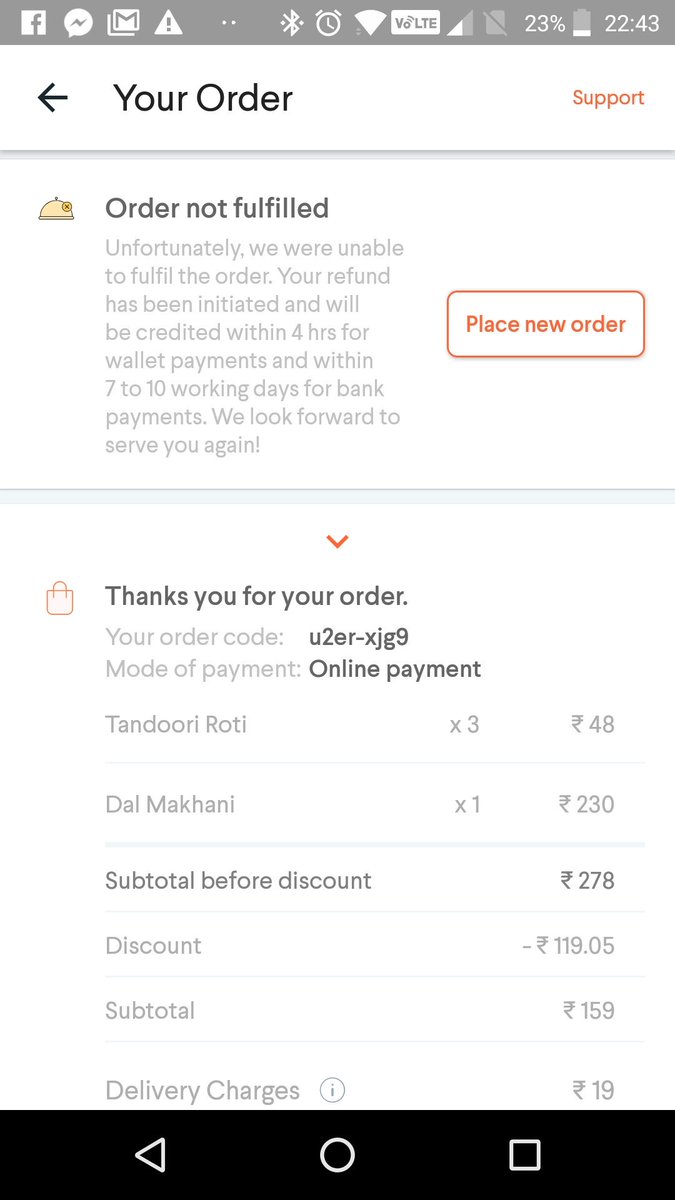 VoLTE 23% 22:43
Your Order Support
Order not fulfilled
Unfortunately, we were unable
to fulfil the order. Your refund
has been initiated and will
be credited within 4 hrs for
wallet payments and within
7 to 10 working days for bank
payments. We look forward to
serve you again!
Place new order
Thanks you for your order.
Your order code: u2er-xjg9
Mode of payment: Online payment
Tandoori Roti x 3 ₹ 48
Dal Makhani x 1 ₹ 230
Subtotal before discount ₹ 278
Discount - ₹ 119.05
Subtotal ₹ 159
Delivery Charges i ₹ 19